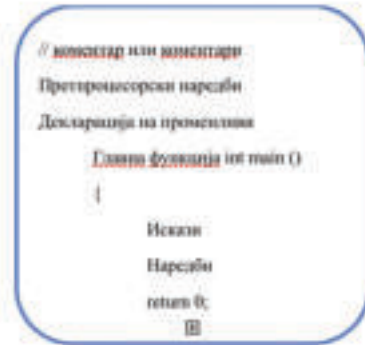 // коментар или коментари
Претпроцесорски наредби
Декларација на променливи
Главна функција int main ()
{
Искази
Наредби
return 0;